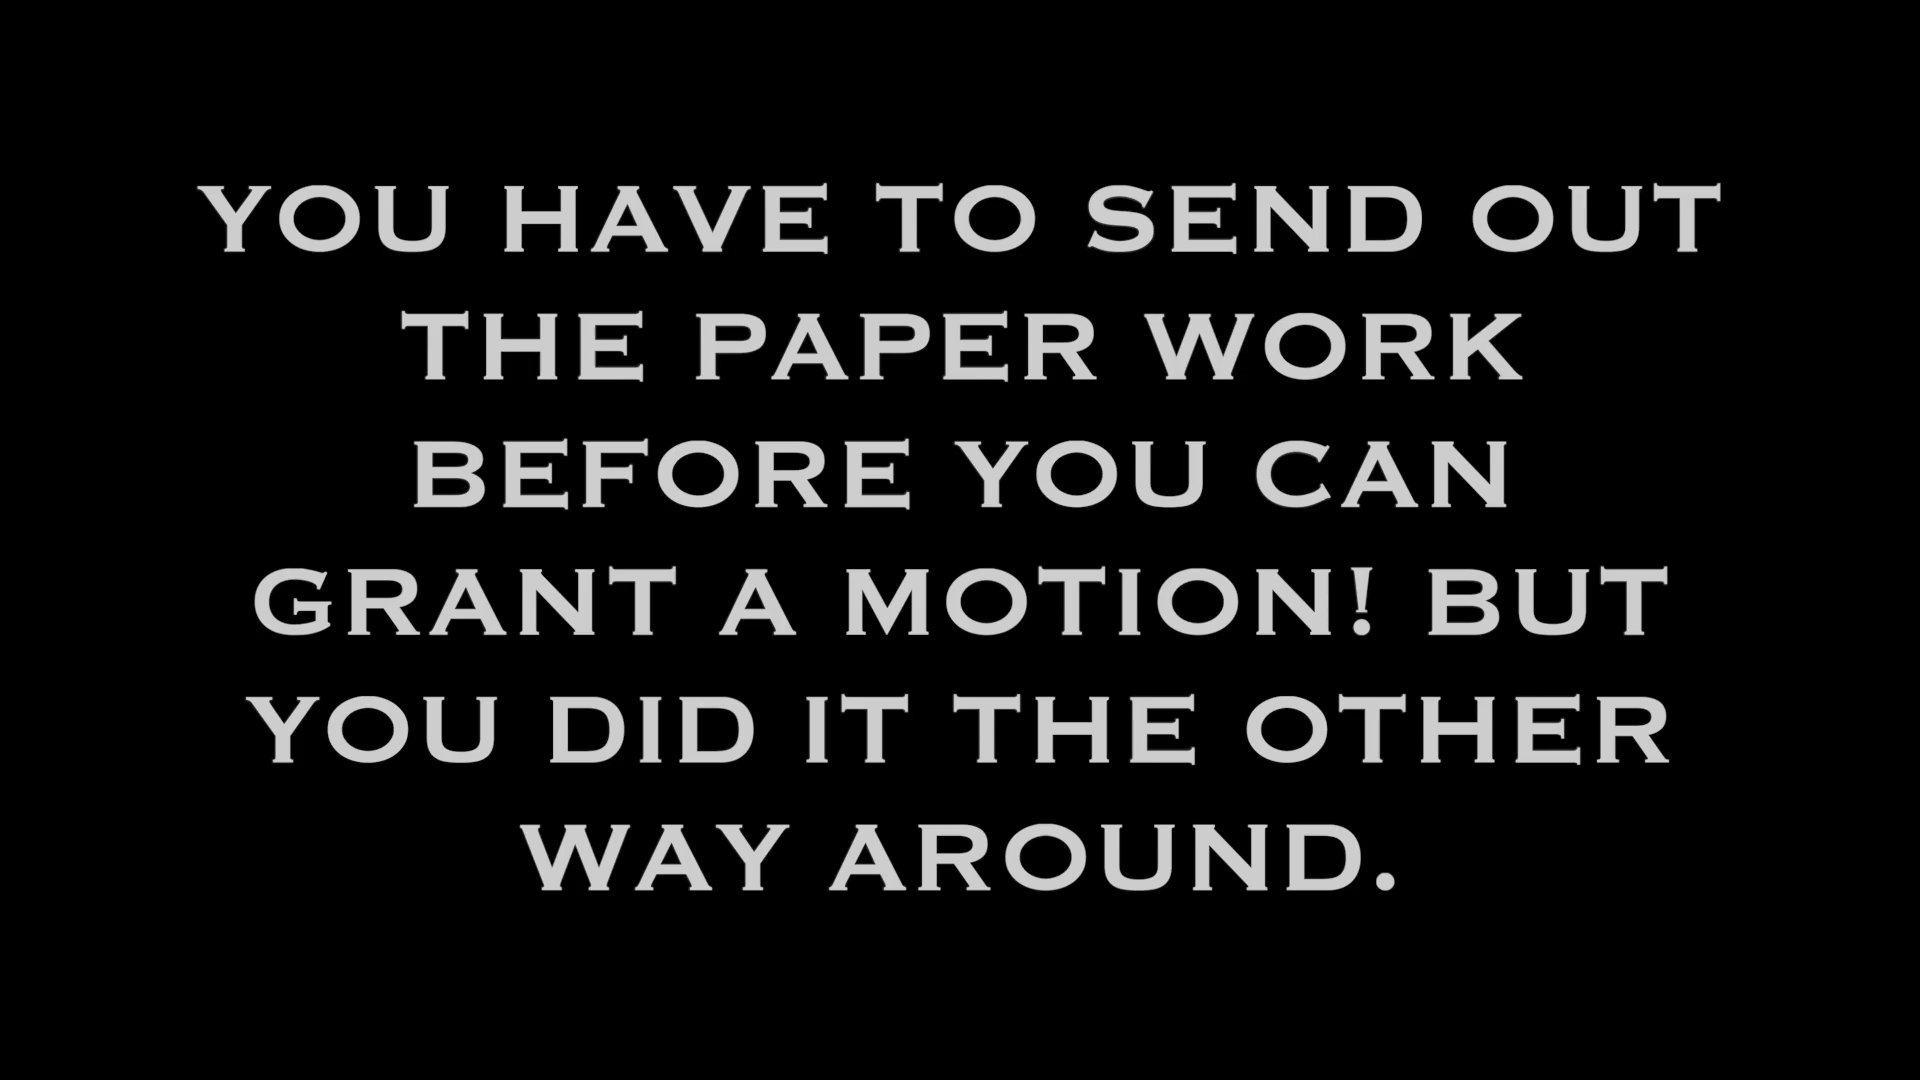 YOU HAVE TO SEND OUT
THE PAPER WORK
BEFORE YOU CAN
GRANT A MOTION! BUT
YOU DID IT THE OTHER
WAY AROUND.